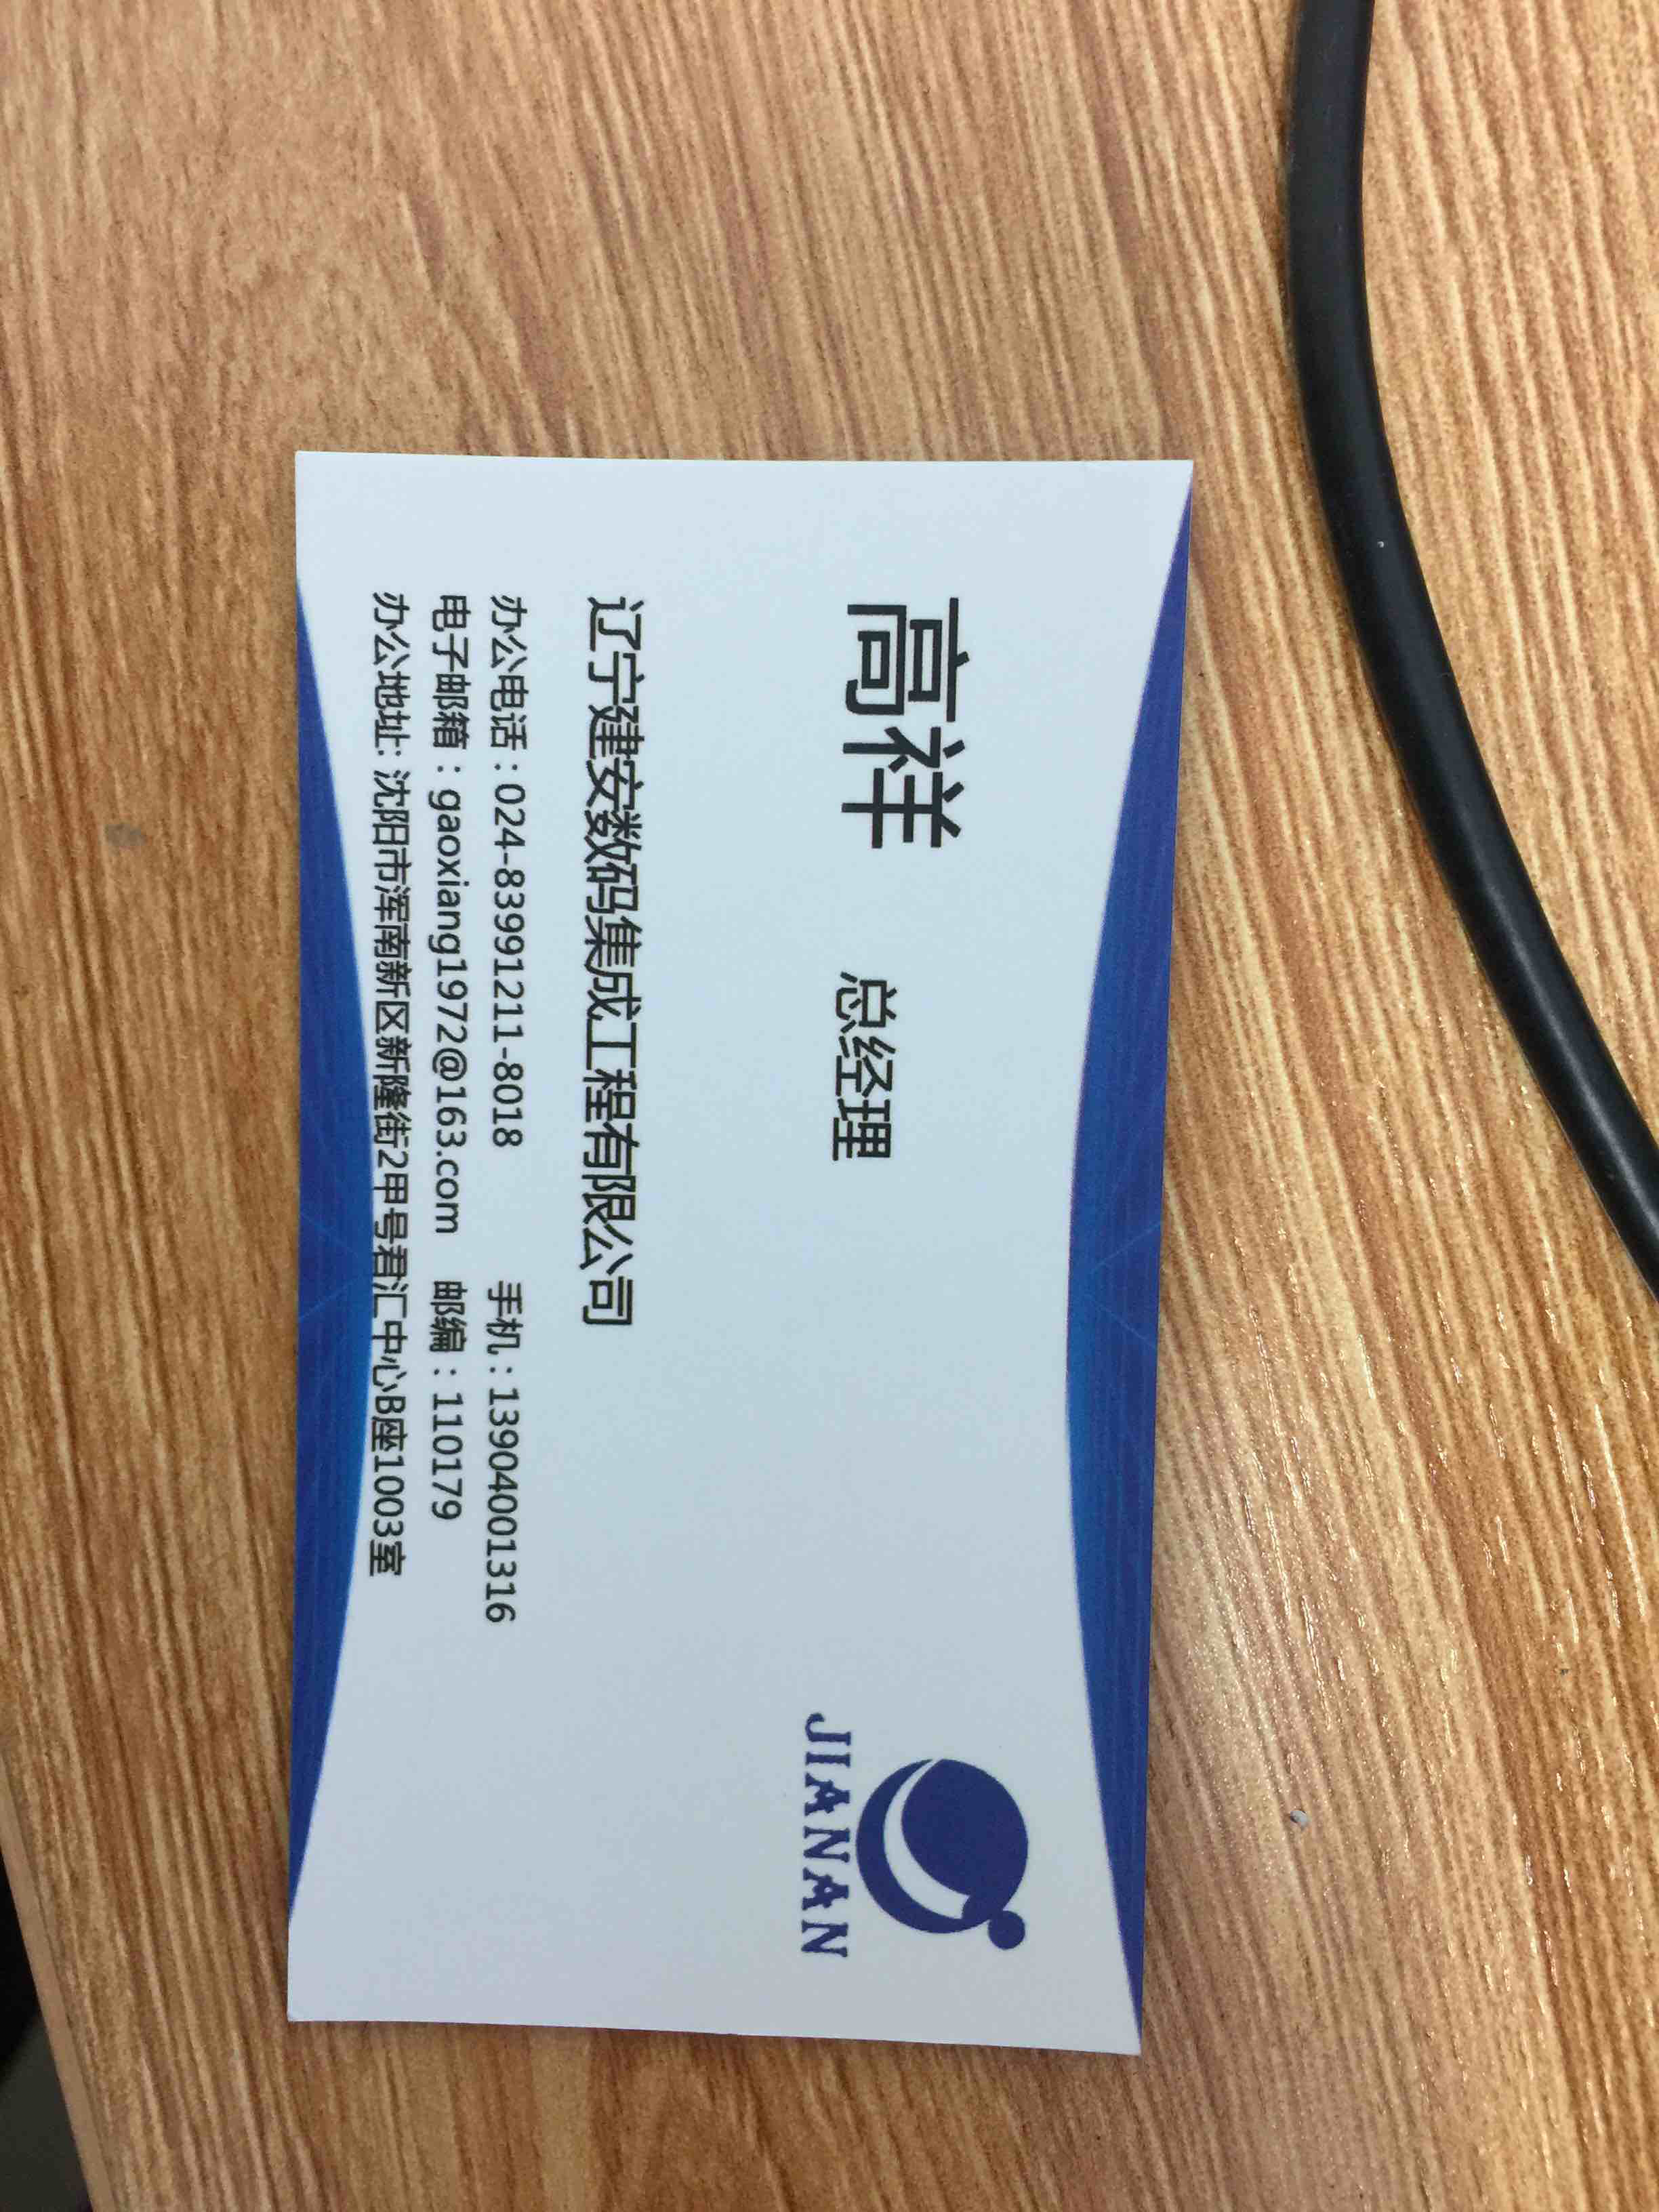 高祥 总经理
JIANAN
辽宁建安数码集成工程有限公司
办公电话：024-83991211-8018 手机：13904001316
电子邮箱：gaoxiang1972@163.com 邮编：110179
办公地址：沈阳市浑南新区新隆街2甲号君汇中心B座1003室